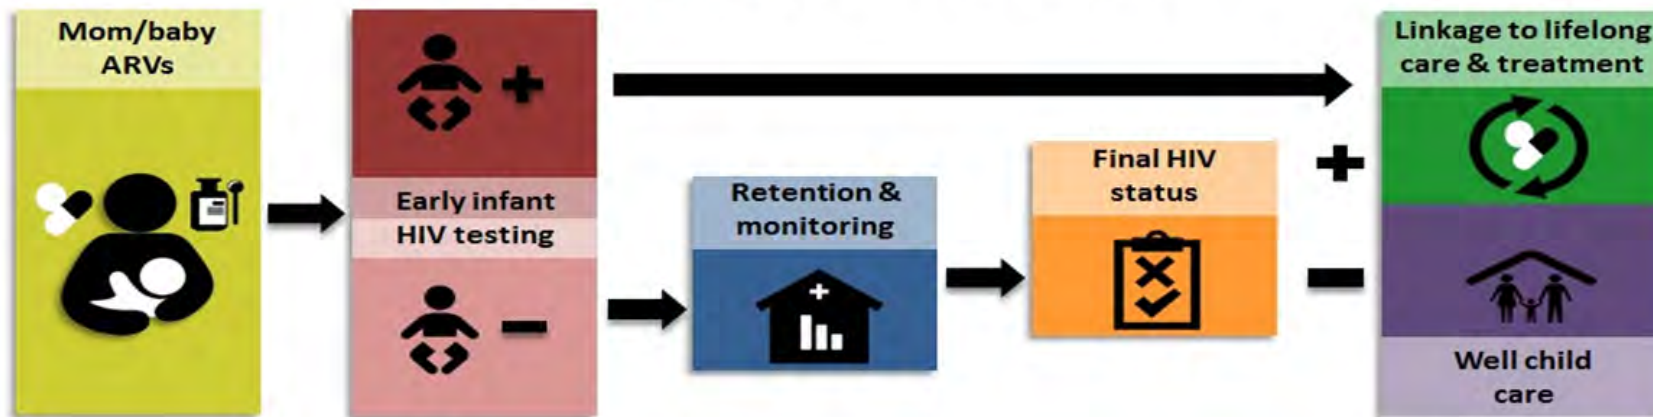 Mom/baby
ARVs
Early infant
HIV testing
Retention &
monitoring
Final HIV
status
Linkage to lifelong
care & treatment
Well child
care